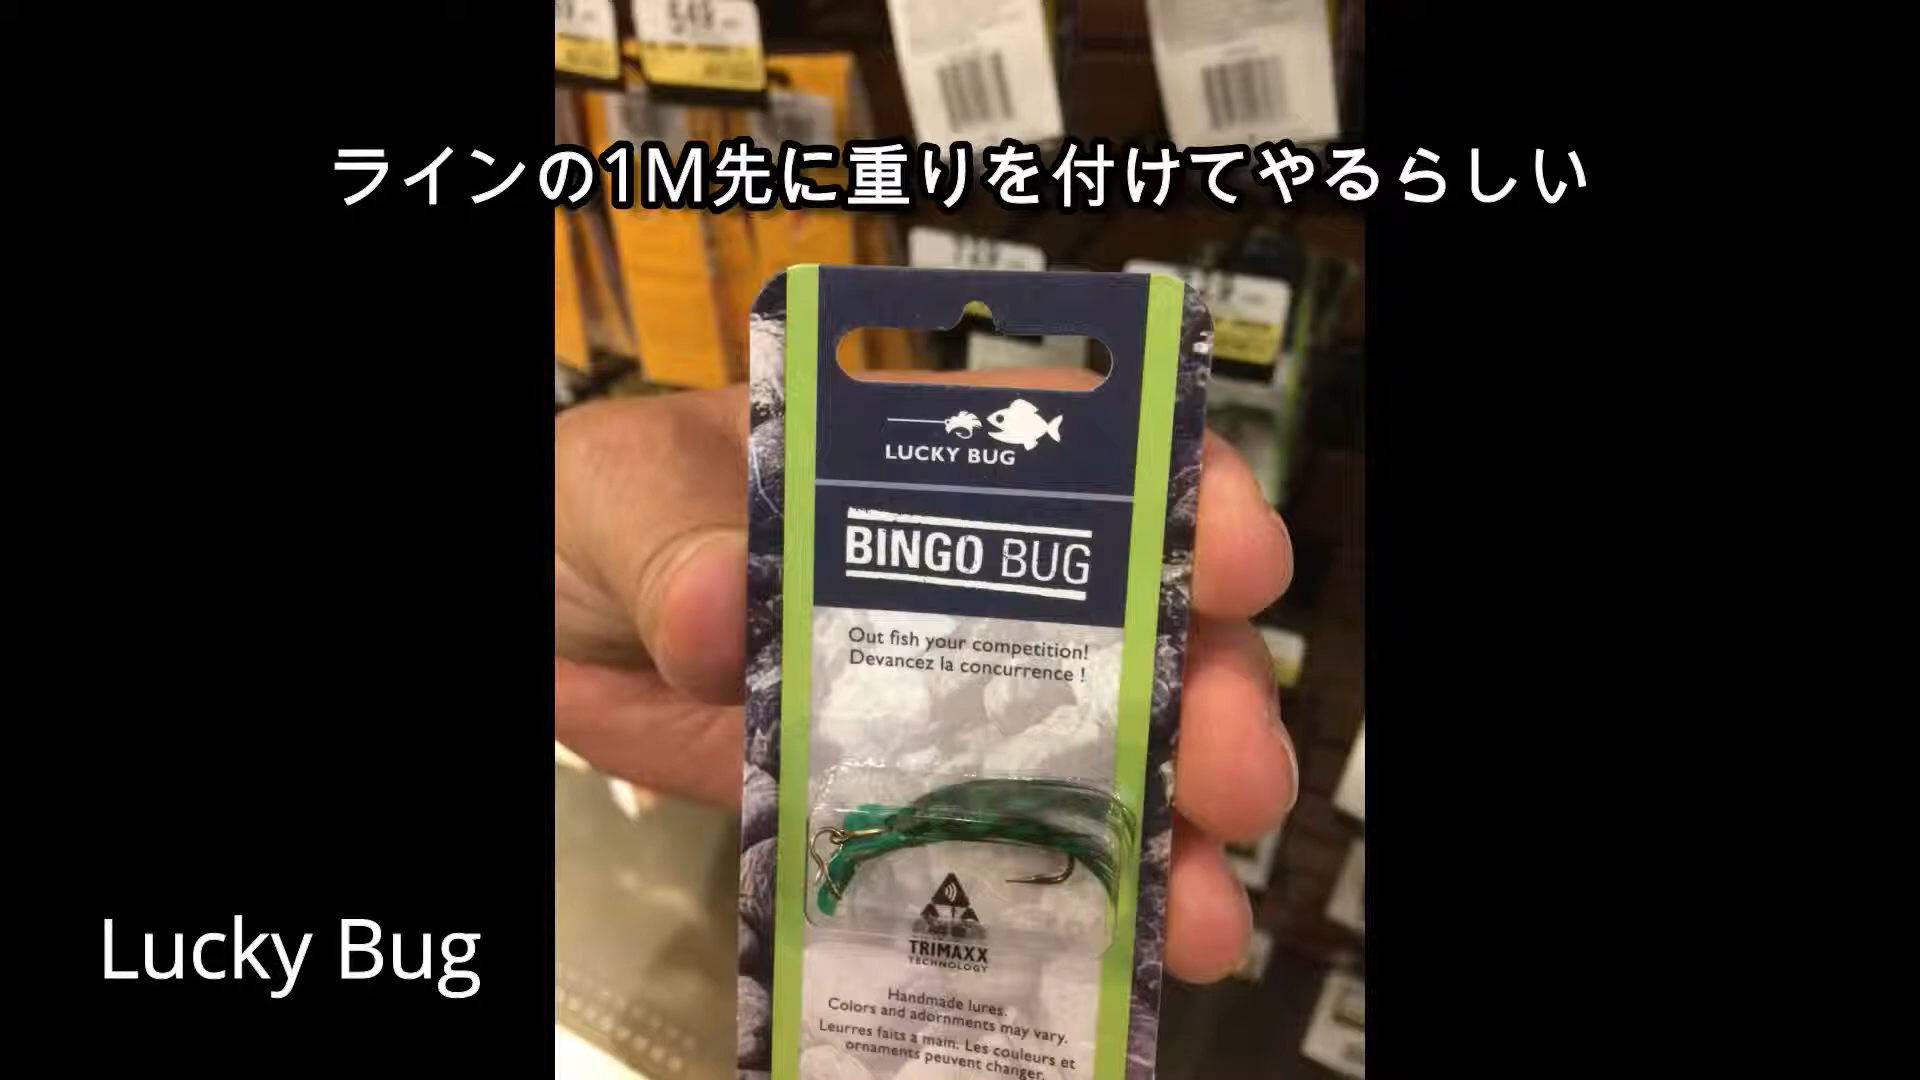 ラインの1M先に重りを付けてやるらしい
LUCKY BUG
BINGO BUG
Out fish your competition!
Devancez la concurrence !
TRIMAXX
TECHNOLOGY
Handmade lures.
Colors and adornments may vary.
Leurres faits a main. Les couleurs et
ornaments peuvent changer.
Lucky Bug